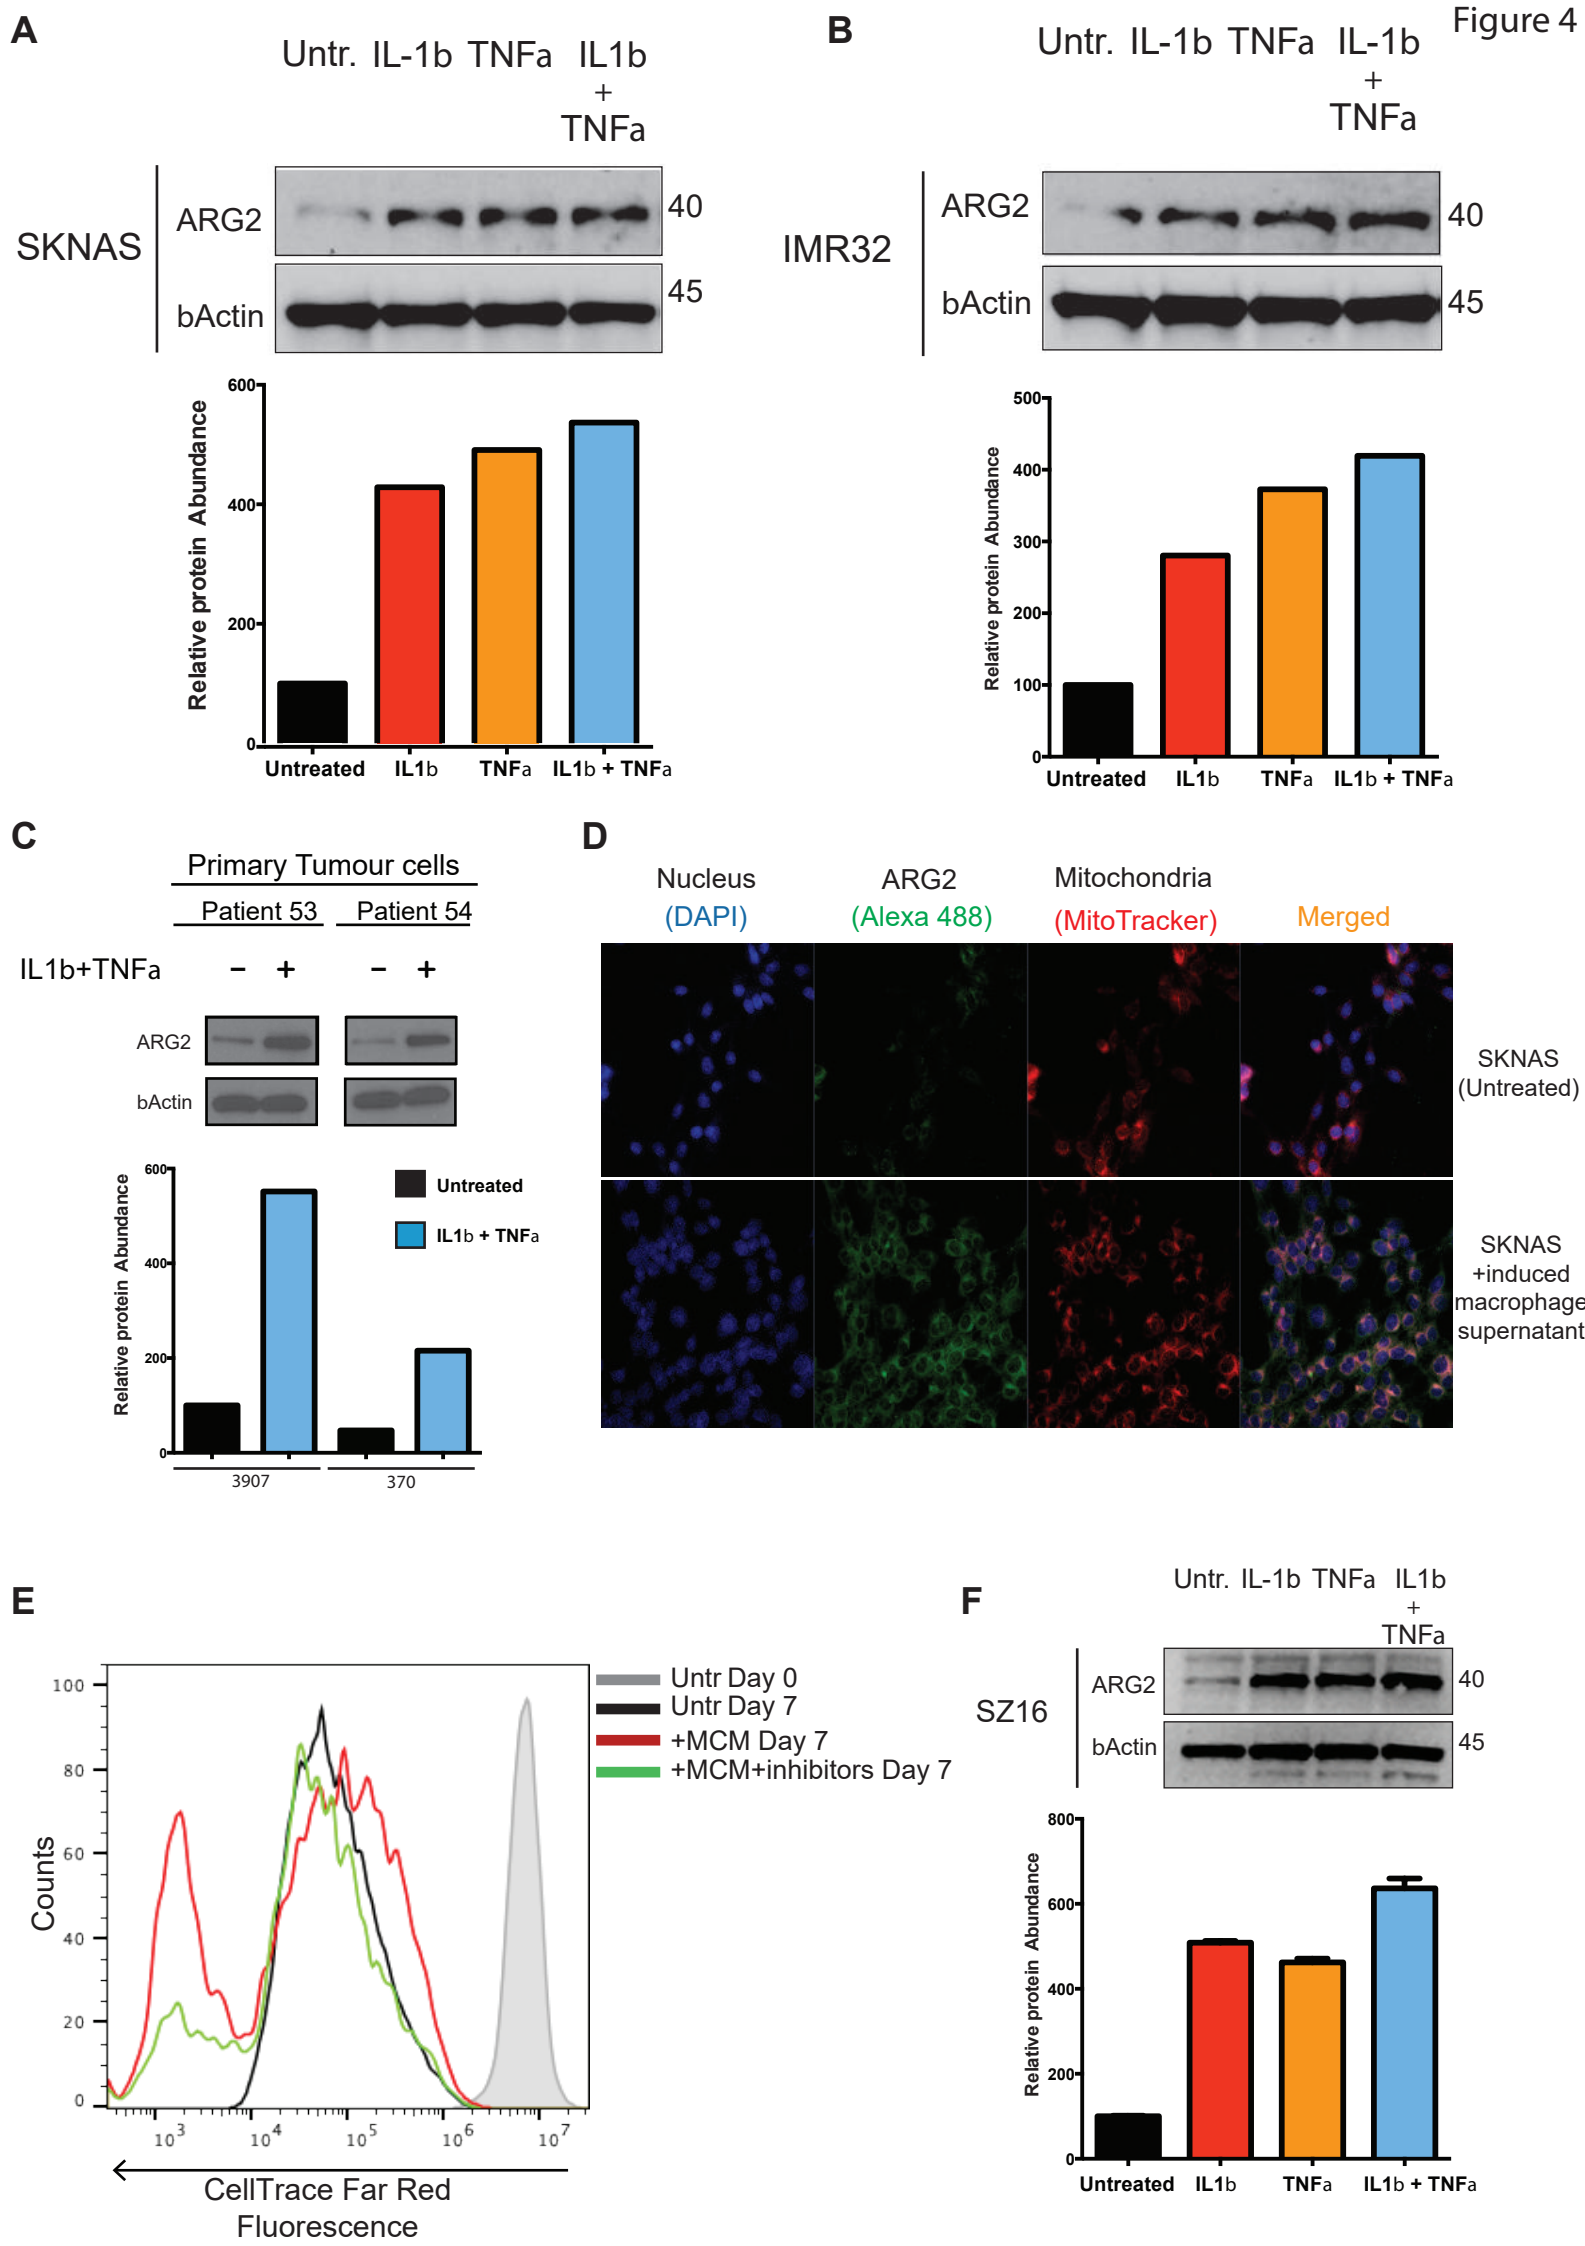 Figure 4
A
Untr. IL-1b TNFa IL1b
+
TNFa
SKNAS
ARG2
40
bActin
45
Relative protein Abundance
600
400
200
0
Untreated IL1b TNFa IL1b + TNFa
B
Untr. IL-1b TNFa IL-1b
+
TNFa
IMR32
ARG2
40
bActin
45
Relative protein Abundance
500
400
300
200
100
0
Untreated IL1b TNFa IL1b + TNFa
C
Primary Tumour cells
Patient 53 Patient 54
IL1b+TNFa − + − +
ARG2
bActin
Relative protein Abundance
600
400
200
0
Untreated
IL1b + TNFa
3907 370
D
Nucleus ARG2 Mitochondria
(DAPI) (Alexa 488) (MitoTracker) Merged
SKNAS
(Untreated)
SKNAS
+induced
macrophage
supernatant
E
Counts
100
80
60
40
20
0
10³ 10⁴ 10⁵ 10⁶ 10⁷
CellTrace Far Red
Fluorescence
Untr Day 0
Untr Day 7
+MCM Day 7
+MCM+inhibitors Day 7
F
Untr. IL-1b TNFa IL1b
+
TNFa
SZ16
ARG2
40
bActin
45
Relative protein Abundance
800
600
400
200
0
Untreated IL1b TNFa IL1b + TNFa